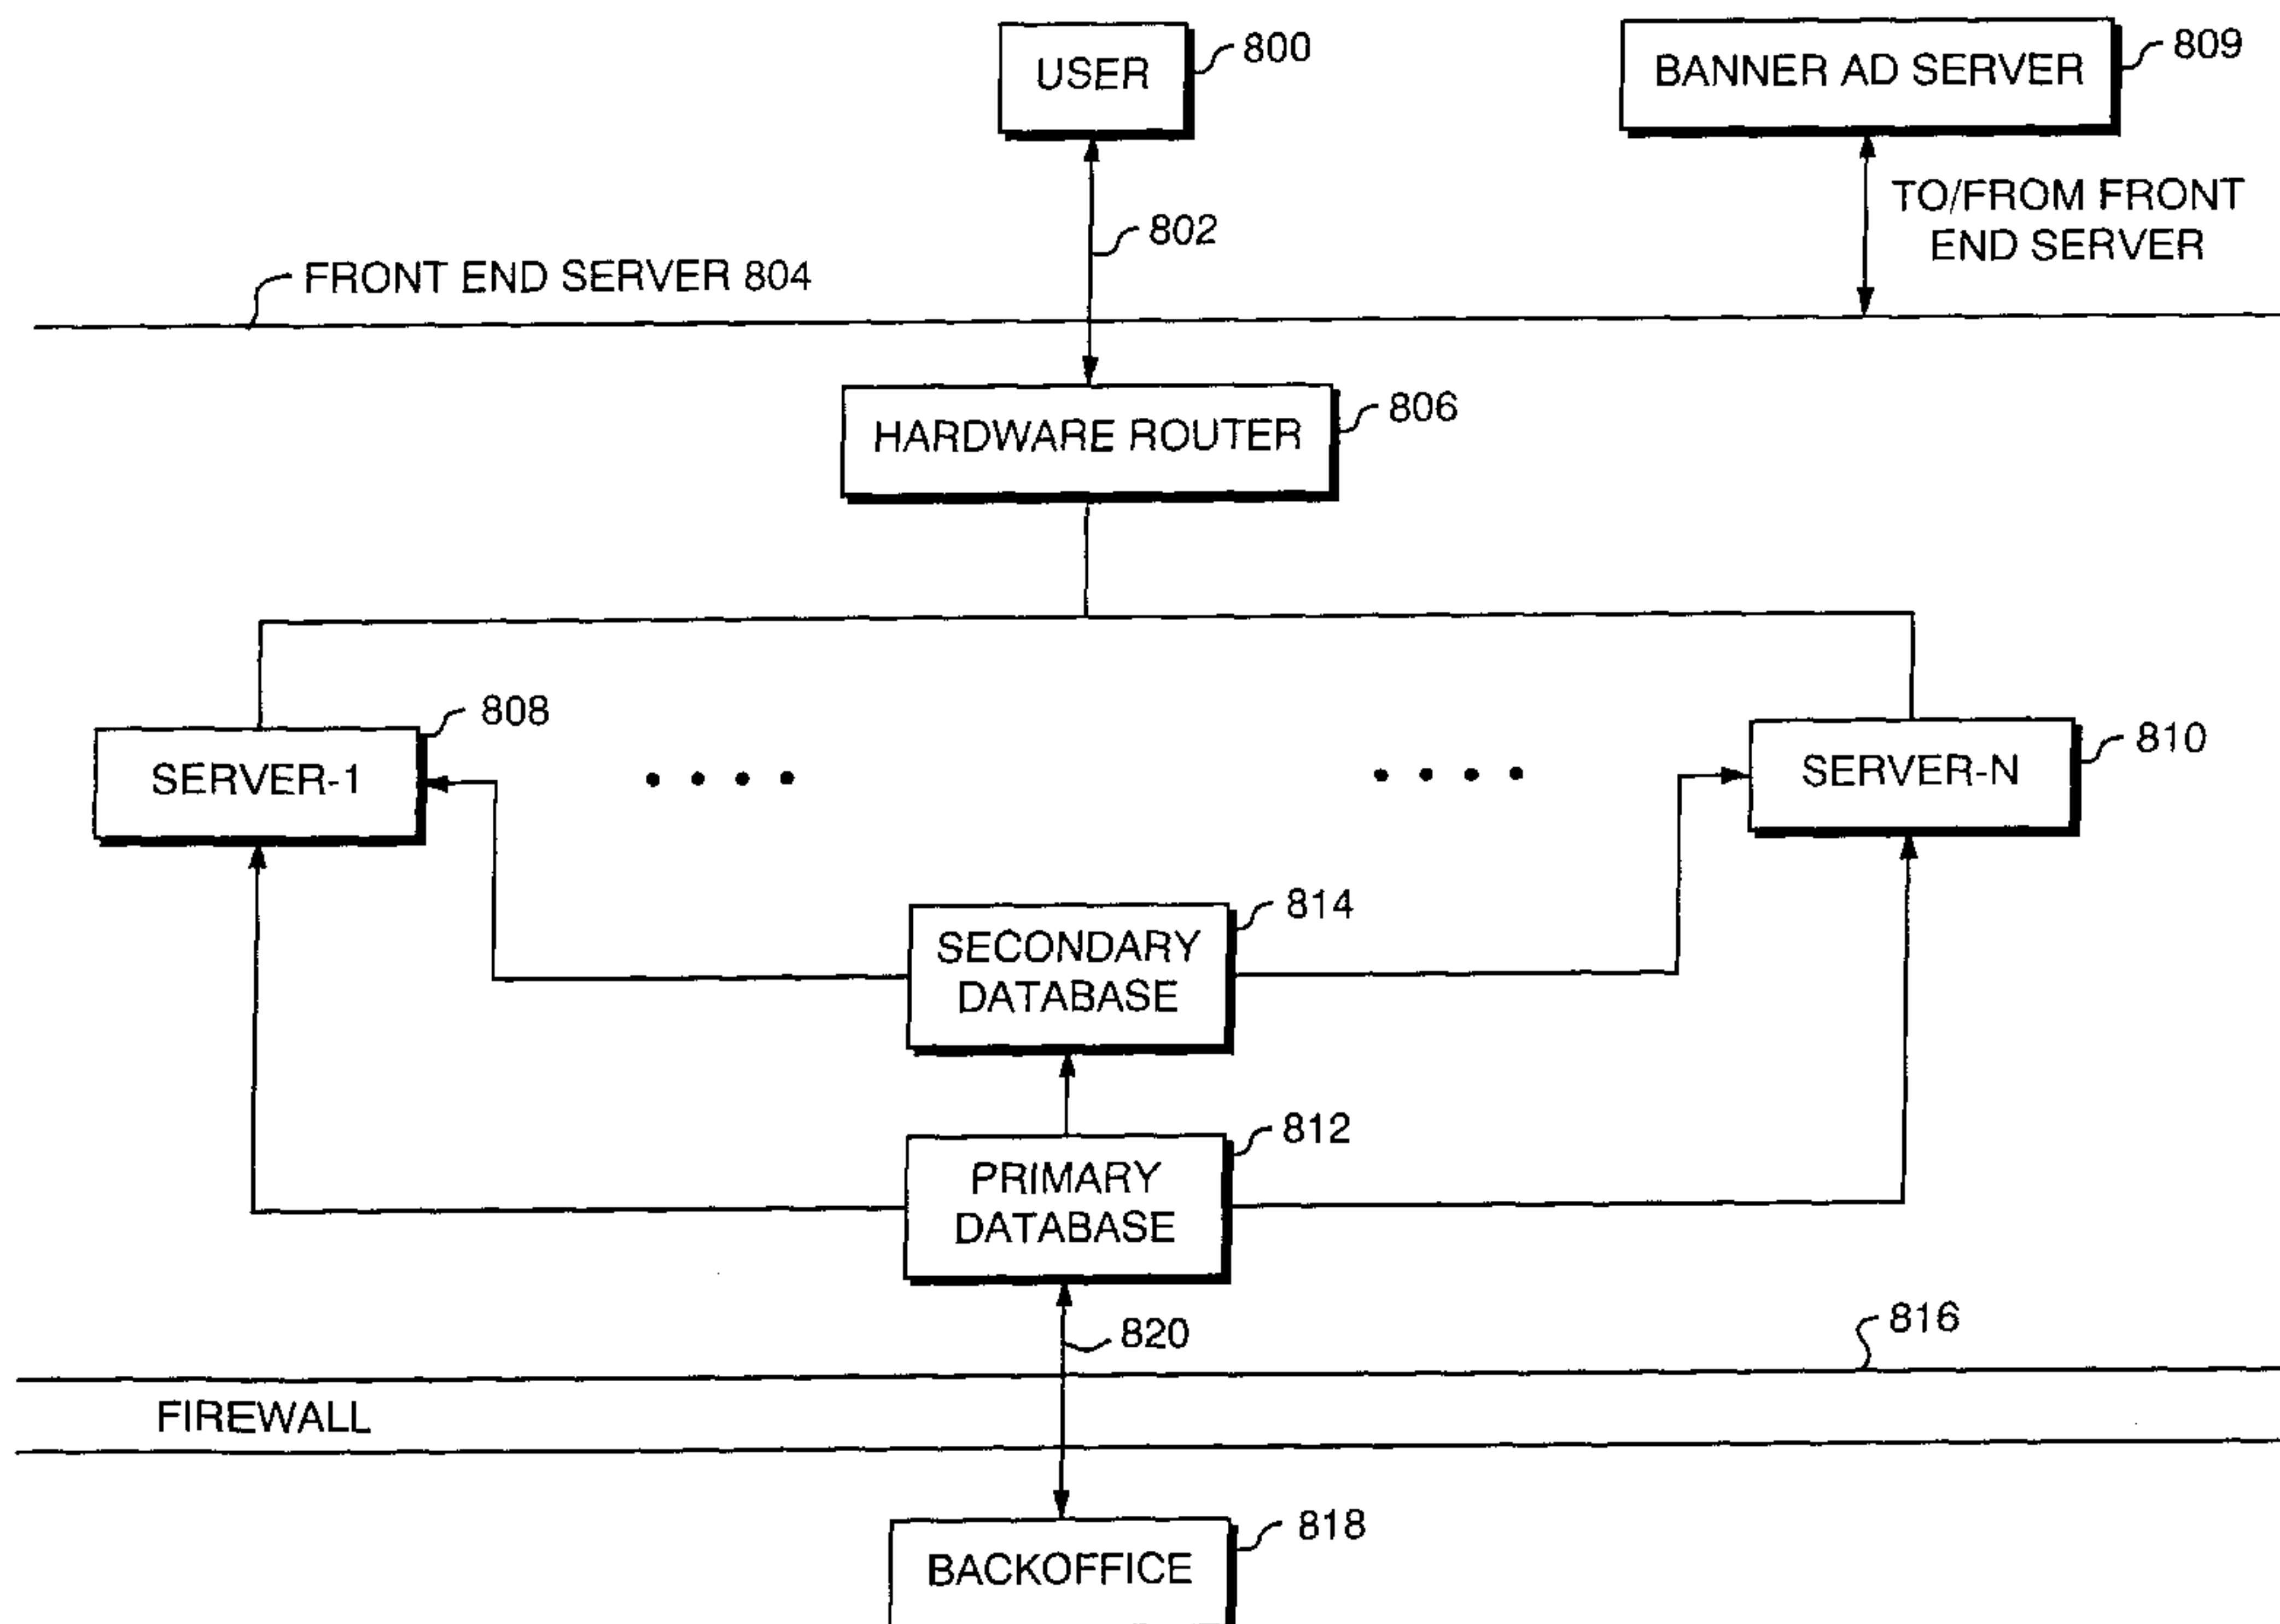 USER
800
BANNER AD SERVER
809
802
TO/FROM FRONT
END SERVER
FRONT END SERVER 804
HARDWARE ROUTER
806
SERVER-1
808
SERVER-N
810
SECONDARY
DATABASE
814
PRIMARY
DATABASE
812
820
816
FIREWALL
BACKOFFICE
818